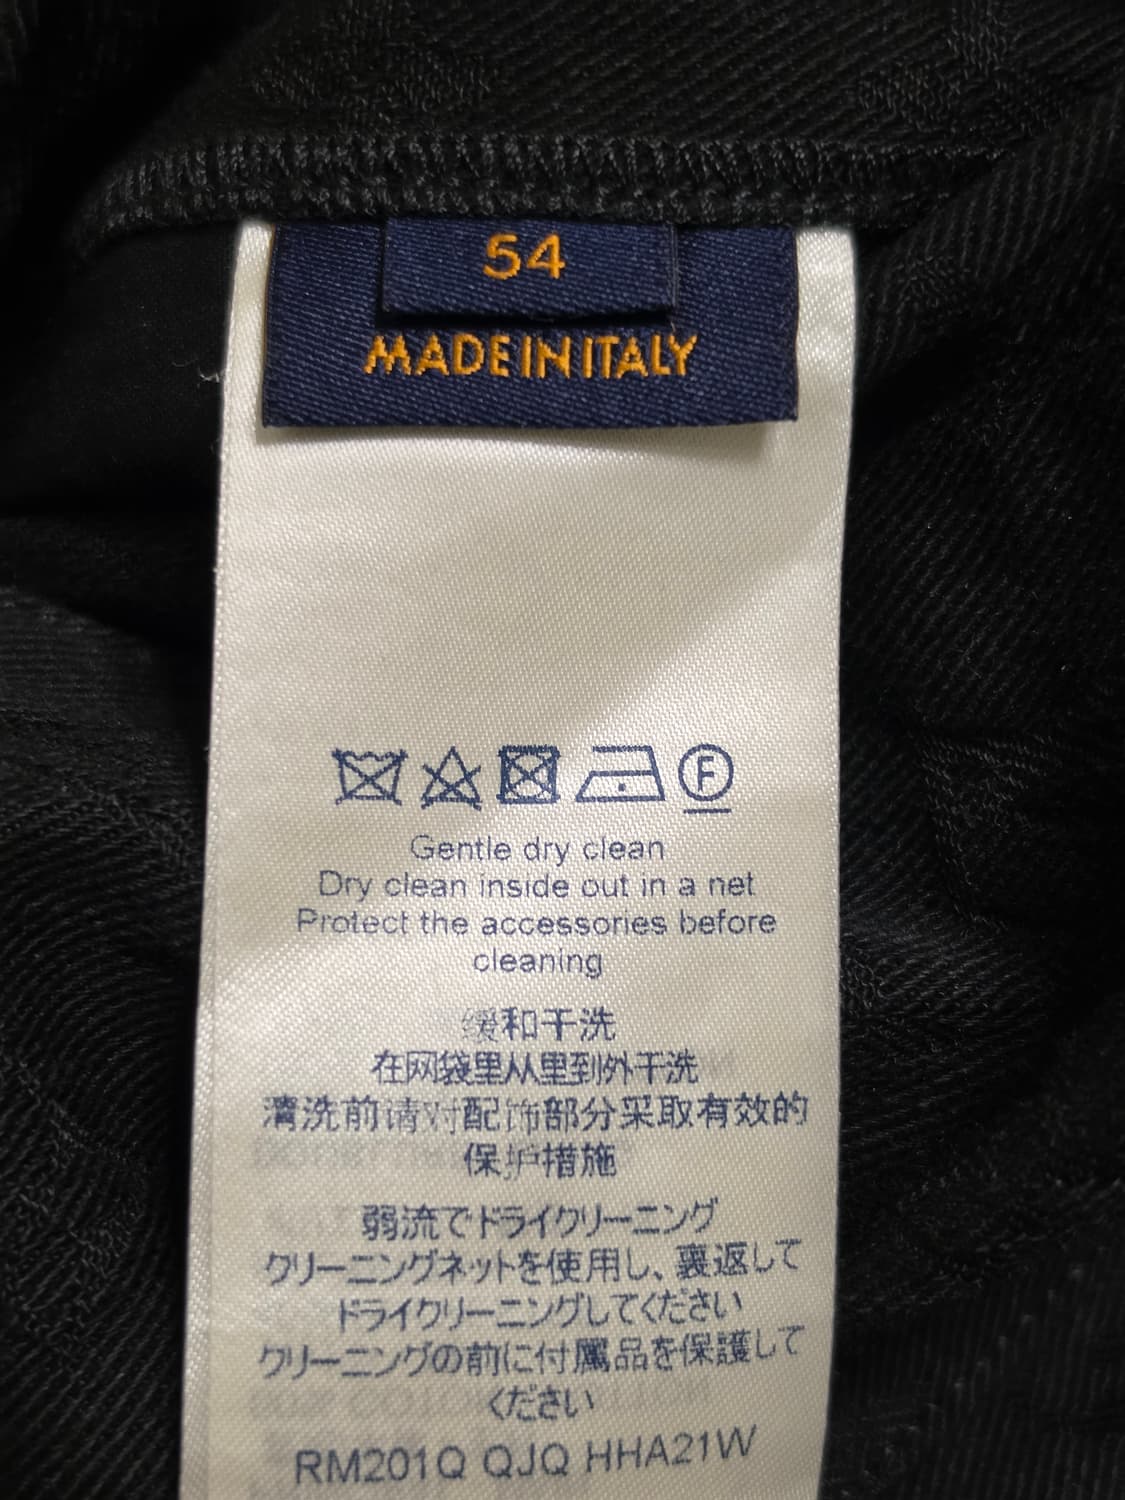 54
MADE IN ITALY
F
Gentle dry clean
Dry clean inside out in a net
Protect the accessories before
cleaning
缓和干洗
在网袋里从里到外干洗
清洗前请对配饰部分采取有效的
保护措施
弱流でドライクリーニング
クリーニングネットを使用し、裏返して
ドライクリーニングしてください
クリーニングの前に付属品を保護して
ください
RM201Q QJQ HHA21W